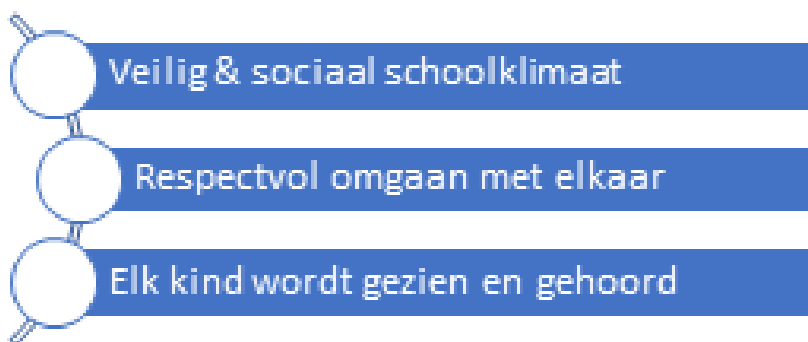 Veilig & sociaal schoolklimaat
Respectvol omgaan met elkaar
Elk kind wordt gezien en gehoord